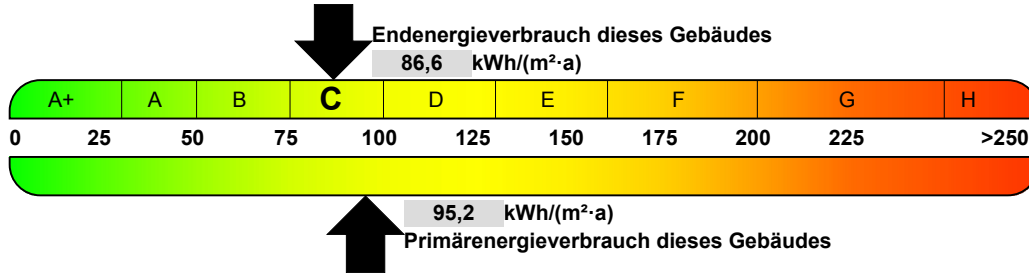 Endenergieverbrauch dieses Gebäudes
86,6 kWh/(m²·a)
A+ A B C D E F G H
0 25 50 75 100 125 150 175 200 225 >250
95,2 kWh/(m²·a)
Primärenergieverbrauch dieses Gebäudes